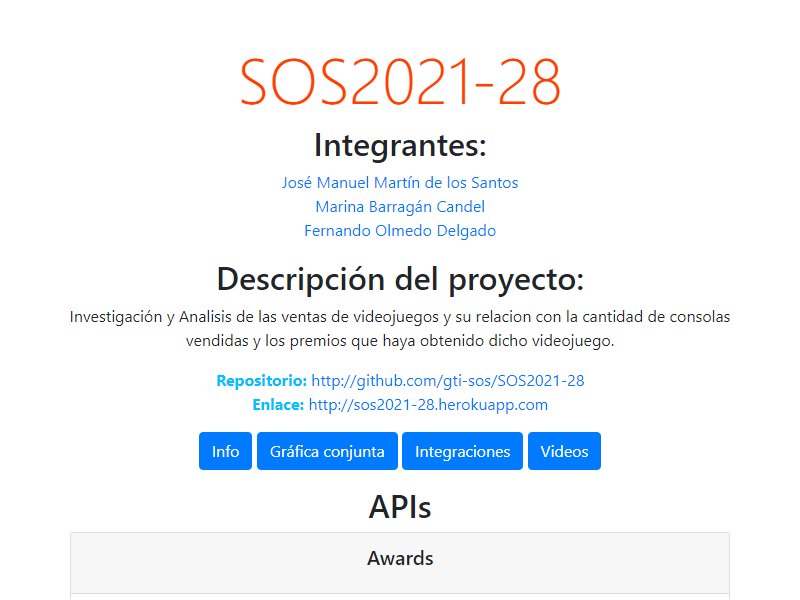 SOS2021-28
Integrantes:
José Manuel Martín de los Santos
Marina Barragán Candel
Fernando Olmedo Delgado
Descripción del proyecto:
Investigación y Analisis de las ventas de videojuegos y su relacion con la cantidad de consolas
vendidas y los premios que haya obtenido dicho videojuego.
Repositorio: http://github.com/gti-sos/SOS2021-28
Enlace: http://sos2021-28.herokuapp.com
Info Gráfica conjunta Integraciones Videos
APIs
Awards